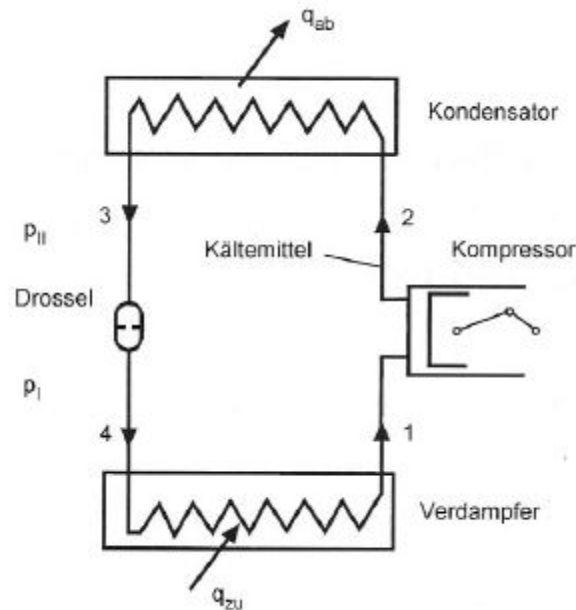 q_ab
Kondensator
3
2
p_II
Kältemittel
Kompressor
Drossel
p_I
4
1
Verdampfer
q_zu